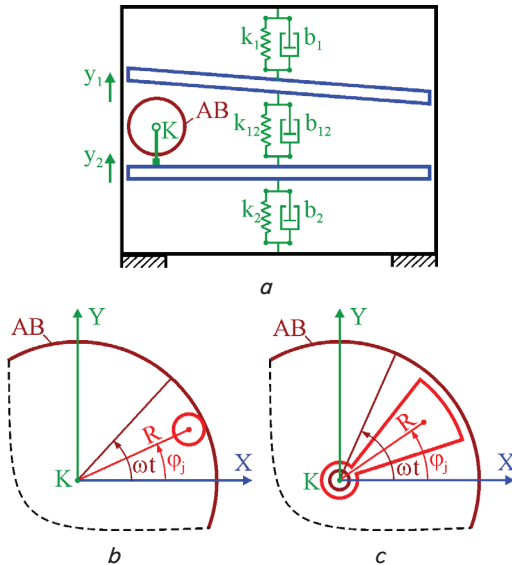 k₁ b₁
y₁
AB
K
k₁₂ b₁₂
y₂
k₂ b₂
a
AB Y
R
ωt φⱼ
K X
b
AB Y
R
ωt φⱼ
K X
c